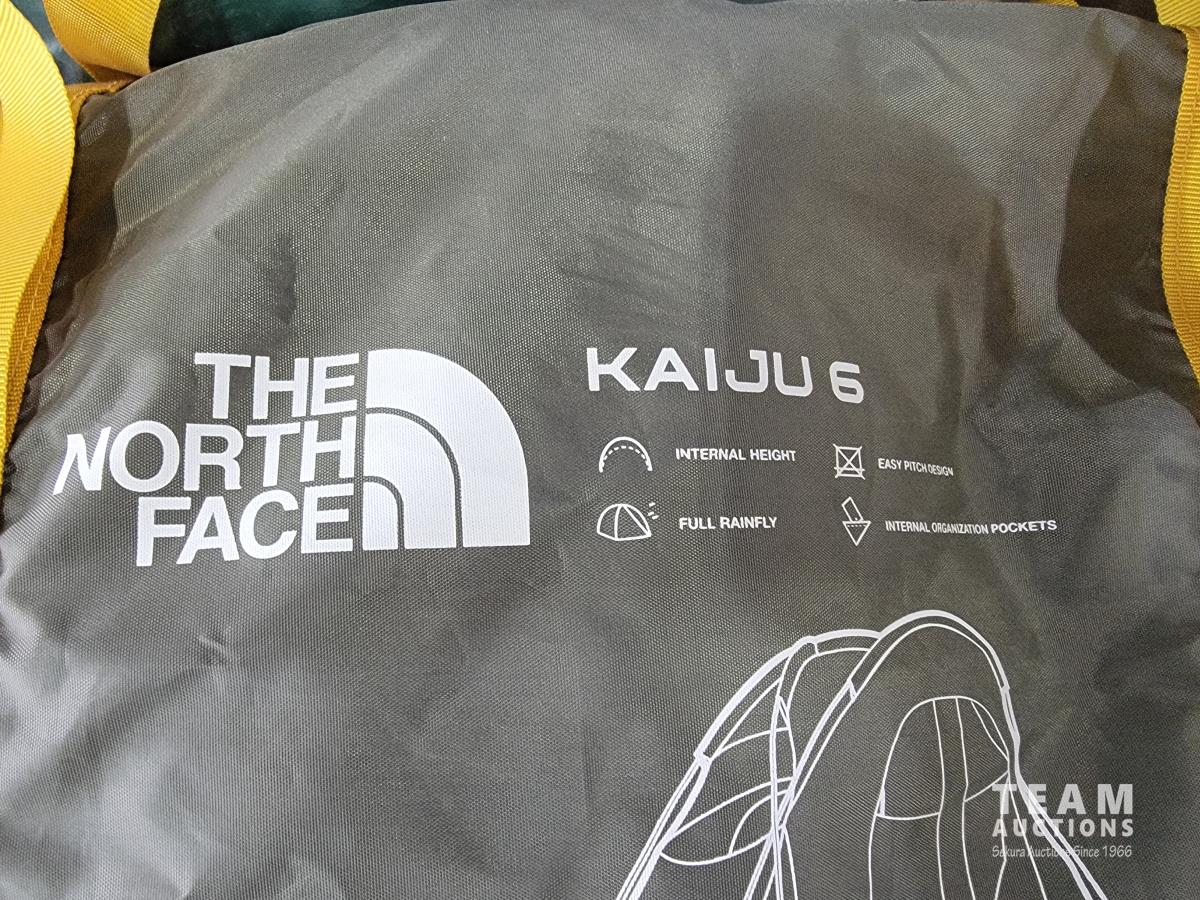 THE
NORTH
FACE
KAIJU 6
INTERNAL HEIGHT
EASY PITCH DESIGN
FULL RAINFLY
INTERNAL ORGANIZATION POCKETS
TEAM
AUCTIONS
Sekura Auctions Since 1966